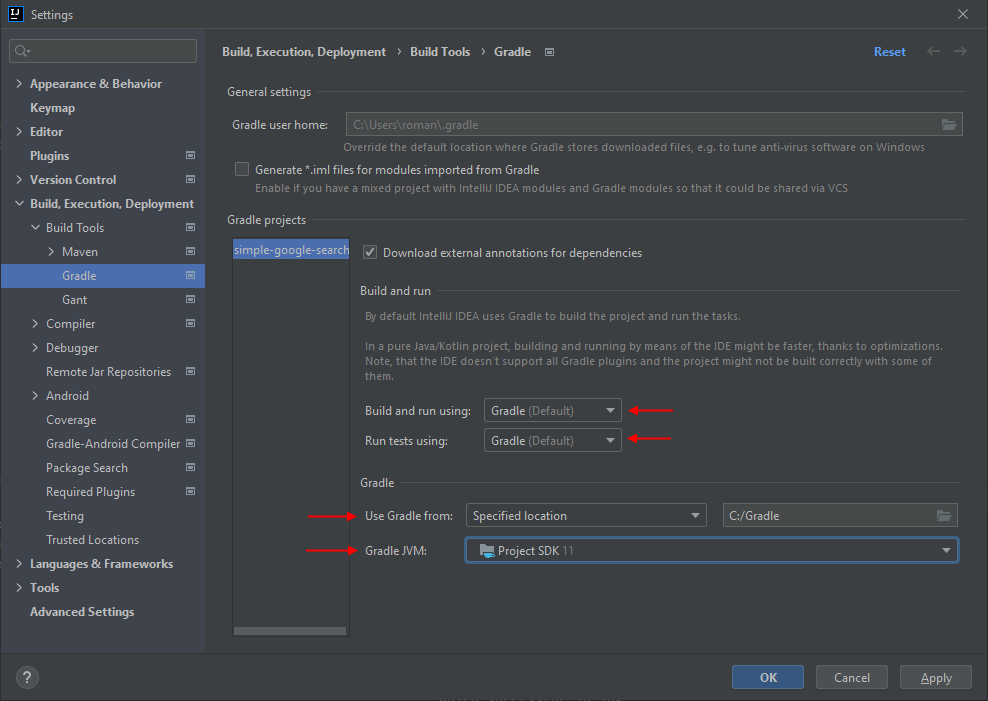 Settings
Build, Execution, Deployment › Build Tools › Gradle
Reset
Appearance & Behavior
Keymap
Editor
Plugins
Version Control
Build, Execution, Deployment
Build Tools
Maven
Gradle
Gant
Compiler
Debugger
Remote Jar Repositories
Android
Coverage
Gradle-Android Compiler
Package Search
Required Plugins
Testing
Trusted Locations
Languages & Frameworks
Tools
Advanced Settings
General settings
Gradle user home: C:\Users\roman\.gradle
Override the default location where Gradle stores downloaded files, e.g. to tune anti-virus software on Windows
Generate *.iml files for modules imported from Gradle
Enable if you have a mixed project with IntelliJ IDEA modules and Gradle modules so that it could be shared via VCS
Gradle projects
simple-google-search
Download external annotations for dependencies
Build and run
By default IntelliJ IDEA uses Gradle to build the project and run the tasks.
In a pure Java/Kotlin project, building and running by means of the IDE might be faster, thanks to optimizations.
Note, that the IDE doesn't support all Gradle plugins and the project might not be built correctly with some of
them.
Build and run using: Gradle (Default)
Run tests using: Gradle (Default)
Gradle
Use Gradle from: Specified location C:/Gradle
Gradle JVM: Project SDK 11
?
OK
Cancel
Apply